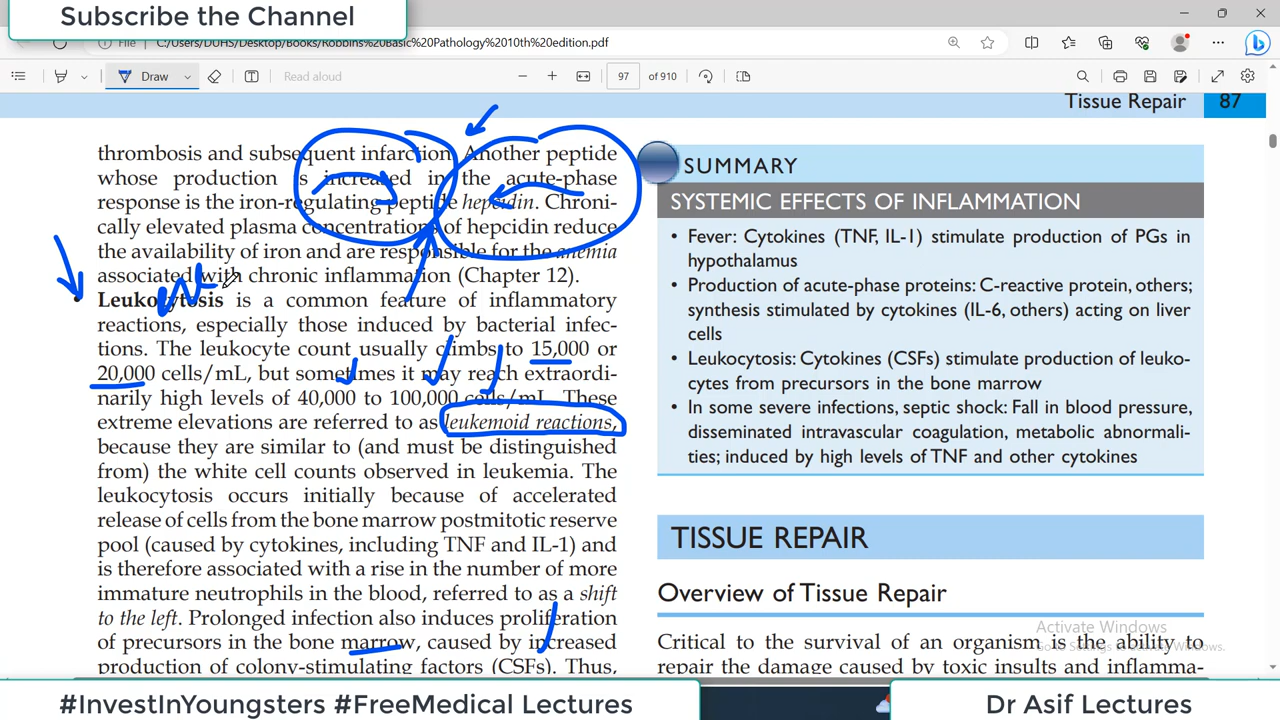 Subscribe the Channel
File
C:/Users/DUHS/Desktop/Books/Robbins%20Basic%20Pathology%2010th%20edition.pdf
Draw
Read aloud
97
of 910
Tissue Repair 87
thrombosis and subsequent infarction. Another peptide
whose production is increased in the acute-phase
response is the iron-regulating peptide hepcidin. Chroni-
cally elevated plasma concentrations of hepcidin reduce
the availability of iron and are responsible for the anemia
associated with chronic inflammation (Chapter 12).
• Leukocytosis is a common feature of inflammatory
reactions, especially those induced by bacterial infec-
tions. The leukocyte count usually climbs to 15,000 or
20,000 cells/mL, but sometimes it may reach extraordi-
narily high levels of 40,000 to 100,000 cells/mL. These
extreme elevations are referred to as leukemoid reactions,
because they are similar to (and must be distinguished
from) the white cell counts observed in leukemia. The
leukocytosis occurs initially because of accelerated
release of cells from the bone marrow postmitotic reserve
pool (caused by cytokines, including TNF and IL-1) and
is therefore associated with a rise in the number of more
immature neutrophils in the blood, referred to as a shift
to the left. Prolonged infection also induces proliferation
of precursors in the bone marrow, caused by increased
production of colony-stimulating factors (CSFs). Thus,
SUMMARY
SYSTEMIC EFFECTS OF INFLAMMATION
• Fever: Cytokines (TNF, IL-1) stimulate production of PGs in
hypothalamus
• Production of acute-phase proteins: C-reactive protein, others;
synthesis stimulated by cytokines (IL-6, others) acting on liver
cells
• Leukocytosis: Cytokines (CSFs) stimulate production of leuko-
cytes from precursors in the bone marrow
• In some severe infections, septic shock: Fall in blood pressure,
disseminated intravascular coagulation, metabolic abnormali-
ties; induced by high levels of TNF and other cytokines
TISSUE REPAIR
Overview of Tissue Repair
Critical to the survival of an organism is the ability to
repair the damage caused by toxic insults and inflamma-
Activate Windows
Go to Settings to activate Windows.
#InvestInYoungsters #FreeMedical Lectures
Dr Asif Lectures